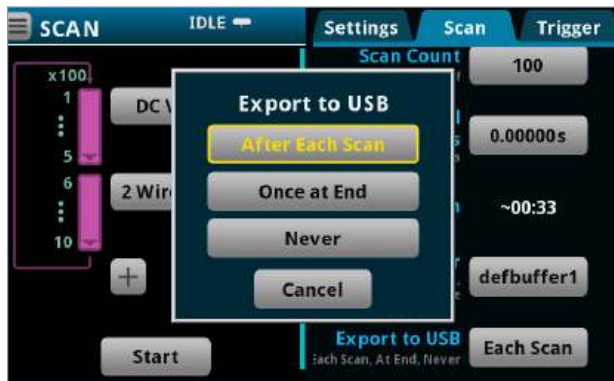 SCAN
IDLE
Settings
Scan
Trigger
x100
1
5
6
10
DC V
2 Wire
+
Start
Scan Count
100
0.00000s
~00:33
defbuffer1
Export to USB
Each Scan, At End, Never
Each Scan
Export to USB
After Each Scan
Once at End
Never
Cancel